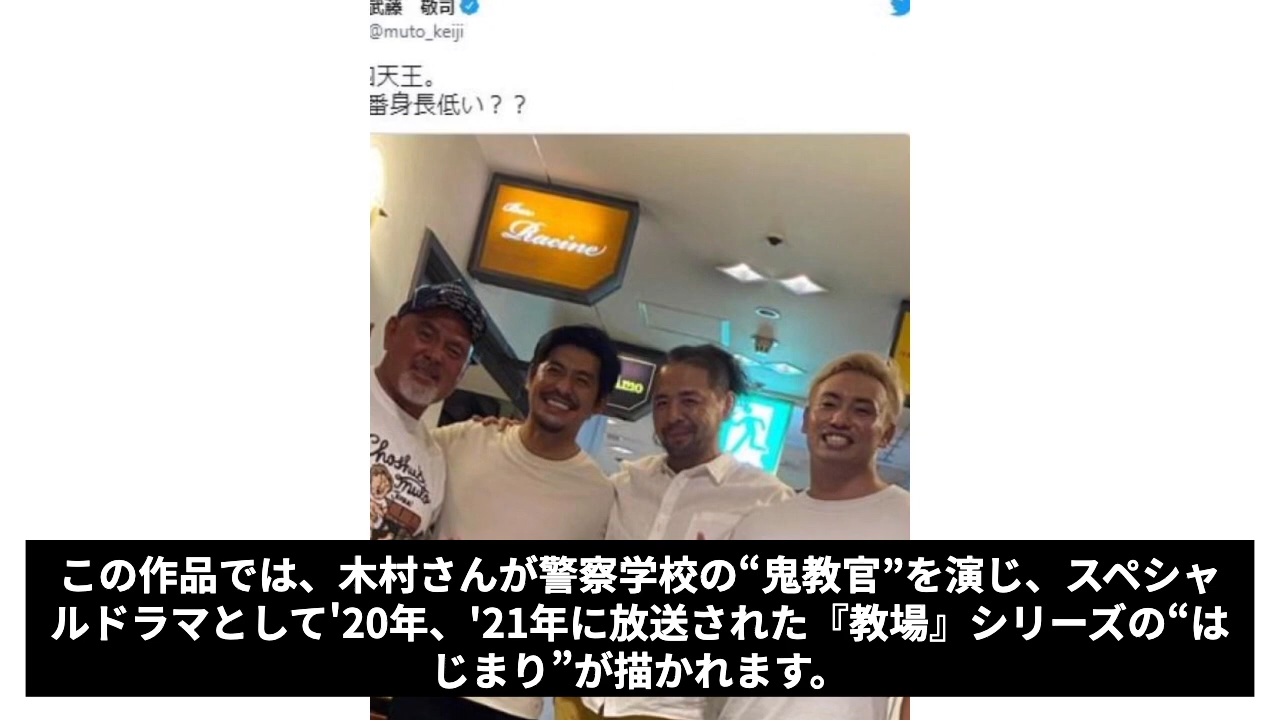 武藤 敬司
@muto_keiji
天王。
番身長低い？？
Racine
Choshu
Muto
この作品では、木村さんが警察学校の“鬼教官”を演じ、スペシャ
ルドラマとして'20年、'21年に放送された『教場』シリーズの“は
じまり”が描かれます。